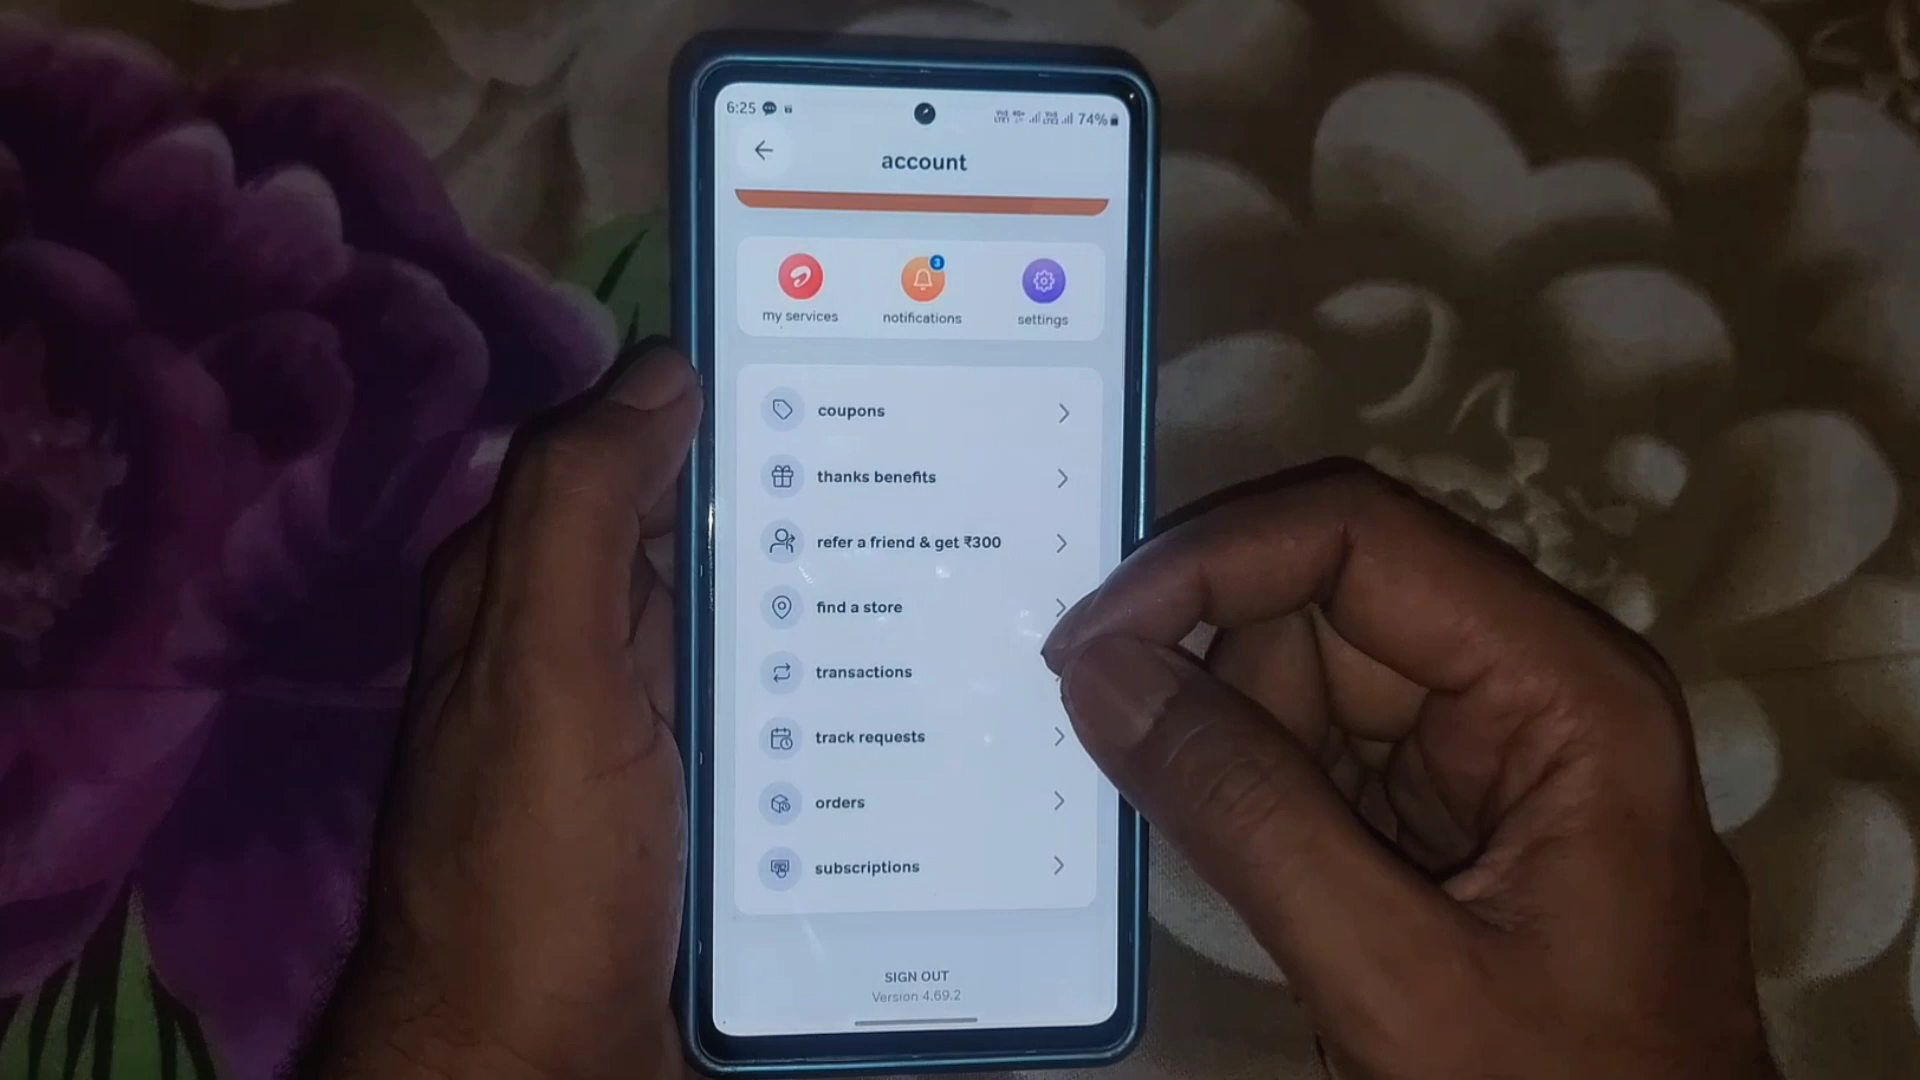 6:25
74%
account
3
my services
notifications
settings
coupons
thanks benefits
refer a friend & get ₹300
find a store
transactions
track requests
orders
subscriptions
SIGN OUT
Version 4.69.2